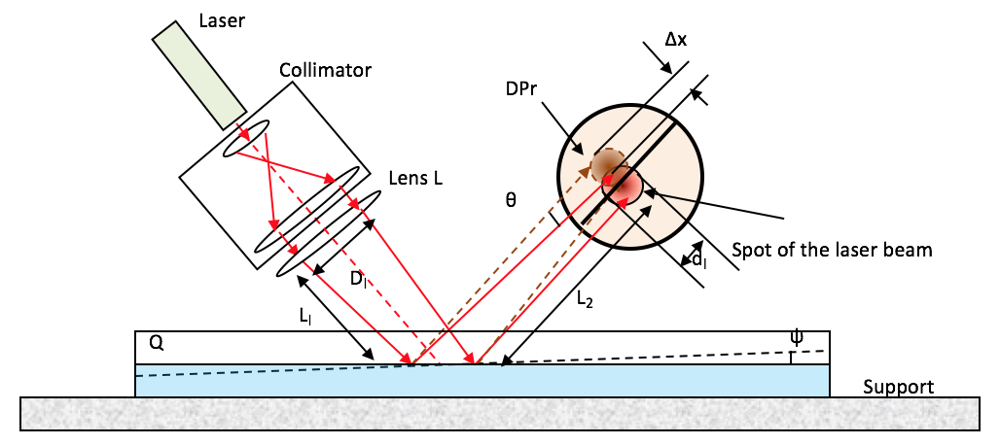 Laser
Δx
Collimator
DPr
Lens L
θ
Spot of the laser beam
dl
Dl
L2
Ll
Q
ψ
Support